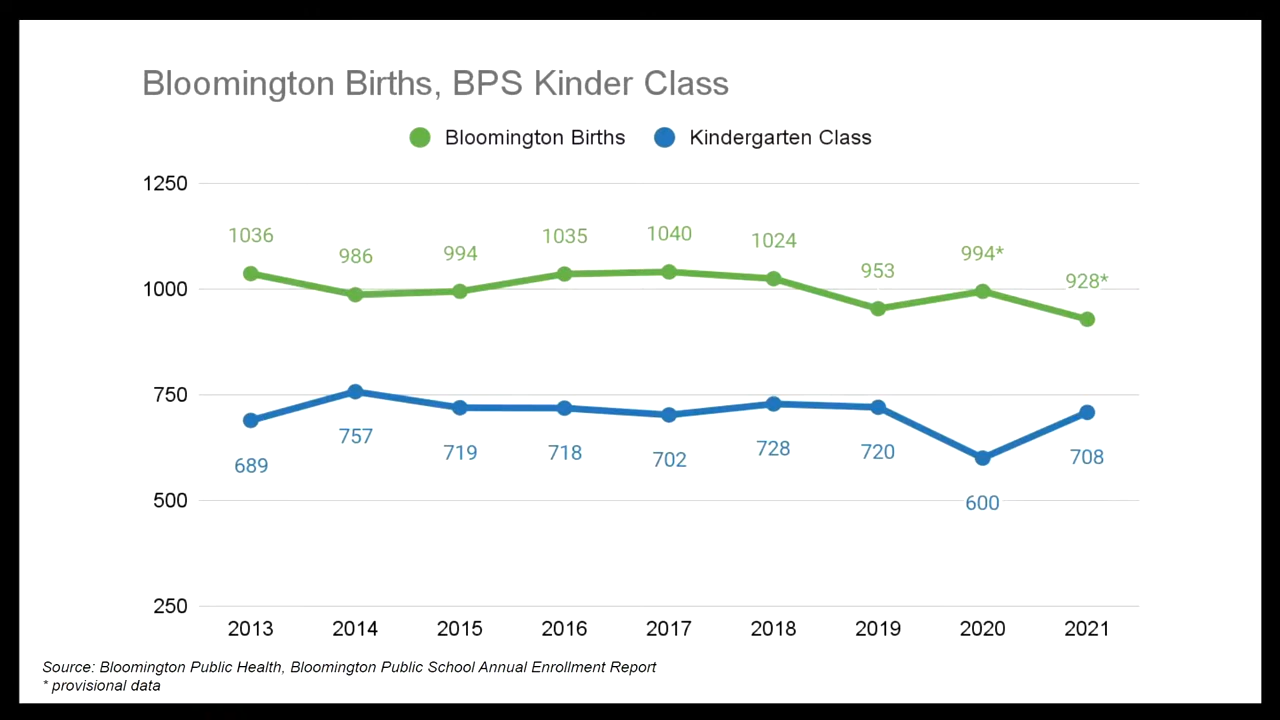 Bloomington Births, BPS Kinder Class
Bloomington Births Kindergarten Class
1250
1036 986 994 1035 1040 1024 953 994* 928*
1000
750
689 757 719 718 702 728 720 600 708
500
250
2013 2014 2015 2016 2017 2018 2019 2020 2021
Source: Bloomington Public Health, Bloomington Public School Annual Enrollment Report
* provisional data